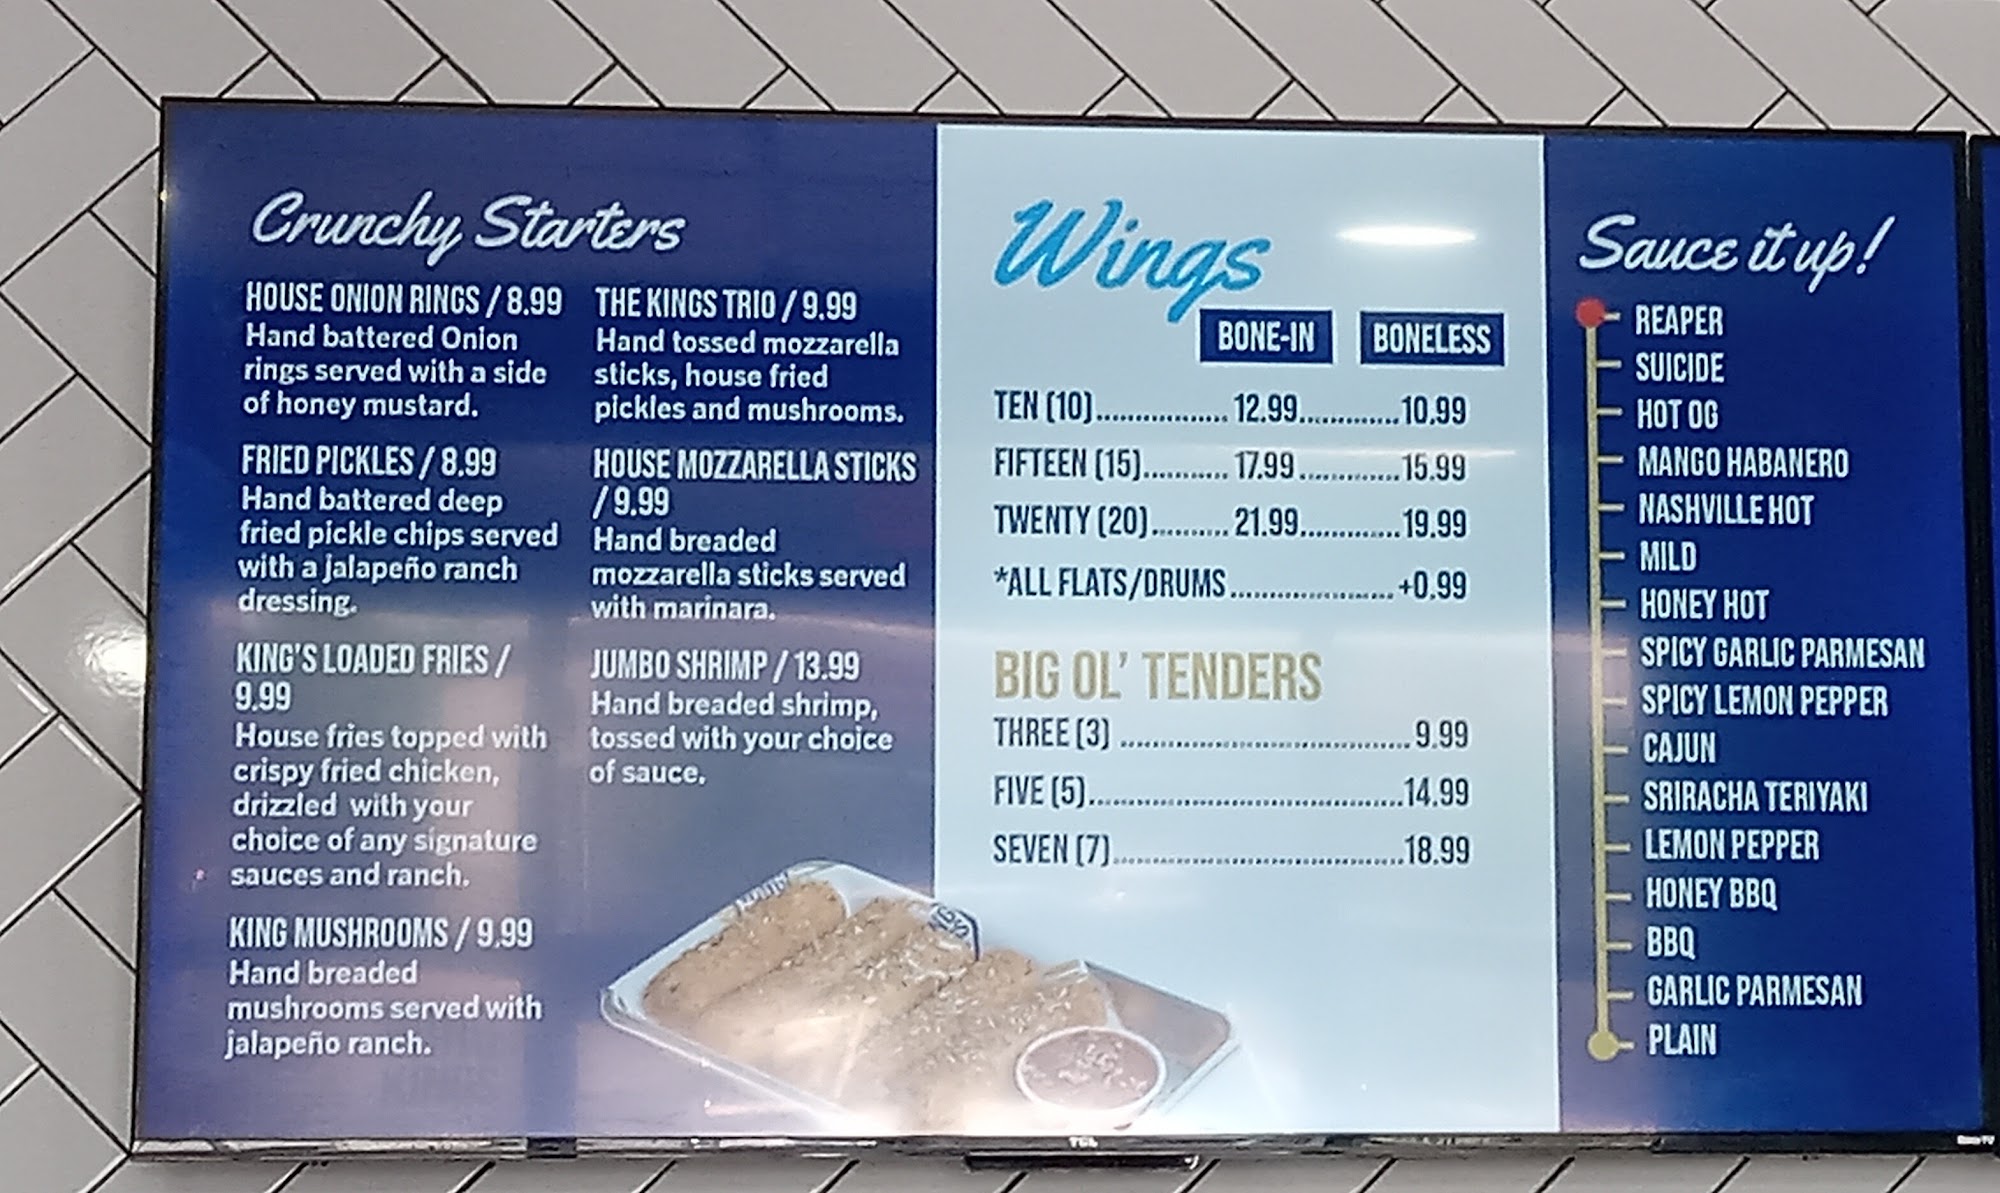 Crunchy Starters
HOUSE ONION RINGS / 8.99
Hand battered Onion
rings served with a side
of honey mustard.
FRIED PICKLES / 8.99
Hand battered deep
fried pickle chips served
with a jalapeño ranch
dressing.
KING'S LOADED FRIES /
9.99
House fries topped with
crispy fried chicken,
drizzled with your
choice of any signature
sauces and ranch.
KING MUSHROOMS / 9.99
Hand breaded
mushrooms served with
jalapeño ranch.
THE KINGS TRIO / 9.99
Hand tossed mozzarella
sticks, house fried
pickles and mushrooms.
HOUSE MOZZARELLA STICKS
/ 9.99
Hand breaded
mozzarella sticks served
with marinara.
JUMBO SHRIMP / 13.99
Hand breaded shrimp,
tossed with your choice
of sauce.
Wings
BONE-IN BONELESS
TEN (10)................. 12.99.............10.99
FIFTEEN (15)........... 17.99.............15.99
TWENTY (20).......... 21.99.............19.99
*ALL FLATS/DRUMS..................... +0.99
BIG OL' TENDERS
THREE (3) ......................................9.99
FIVE (5).........................................14.99
SEVEN (7)......................................18.99
Sauce it up!
REAPER
SUICIDE
HOT OG
MANGO HABANERO
NASHVILLE HOT
MILD
HONEY HOT
SPICY GARLIC PARMESAN
SPICY LEMON PEPPER
CAJUN
SRIRACHA TERIYAKI
LEMON PEPPER
HONEY BBQ
BBQ
GARLIC PARMESAN
PLAIN
TCL
Roku TV